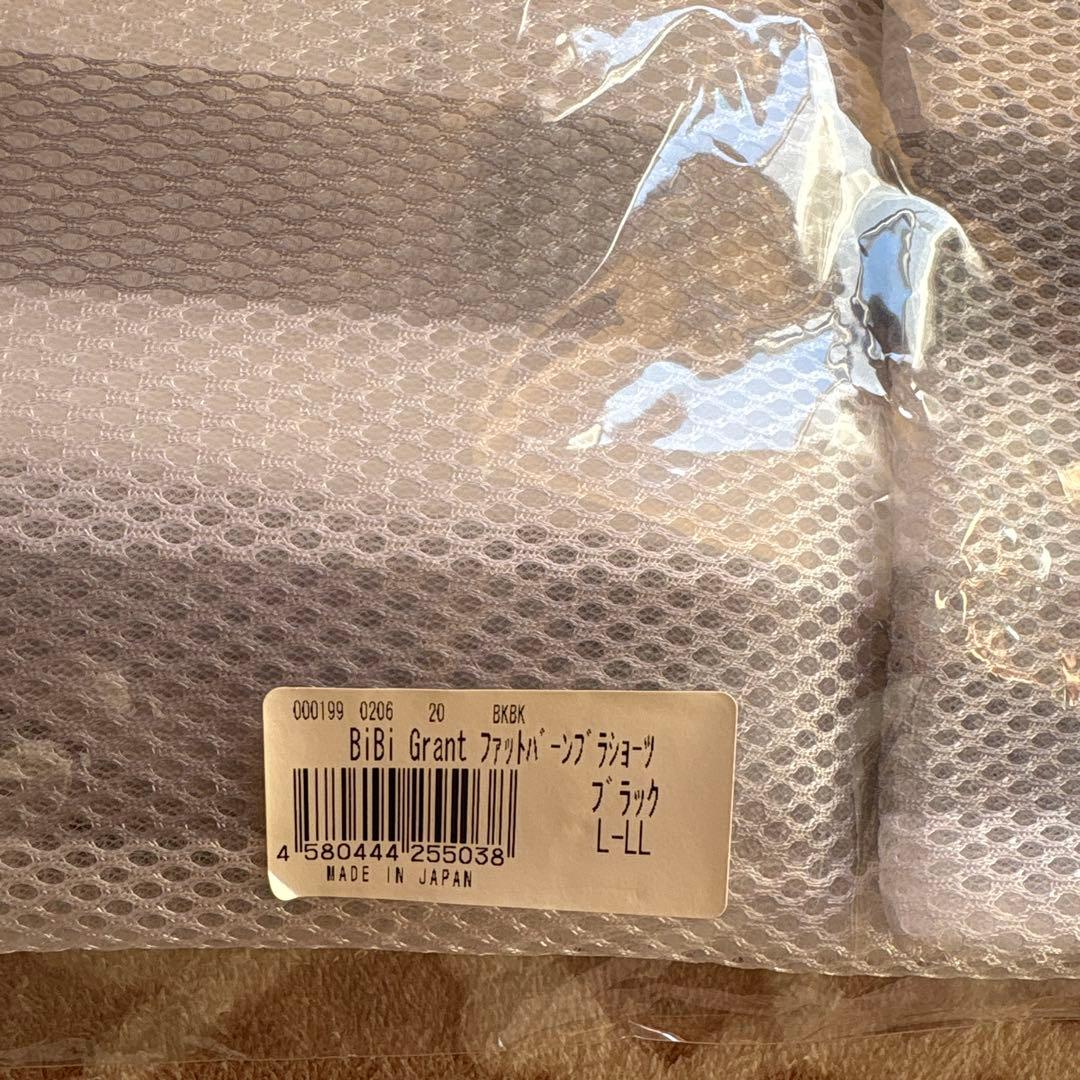 000199 0206 20 BKBK
BiBi Grant ﾌｧｯﾄﾊﾞｰﾝﾌﾞﾗｼｮｰﾂ
ﾌﾞﾗｯｸ
L-LL
4 580444 255038
MADE IN JAPAN